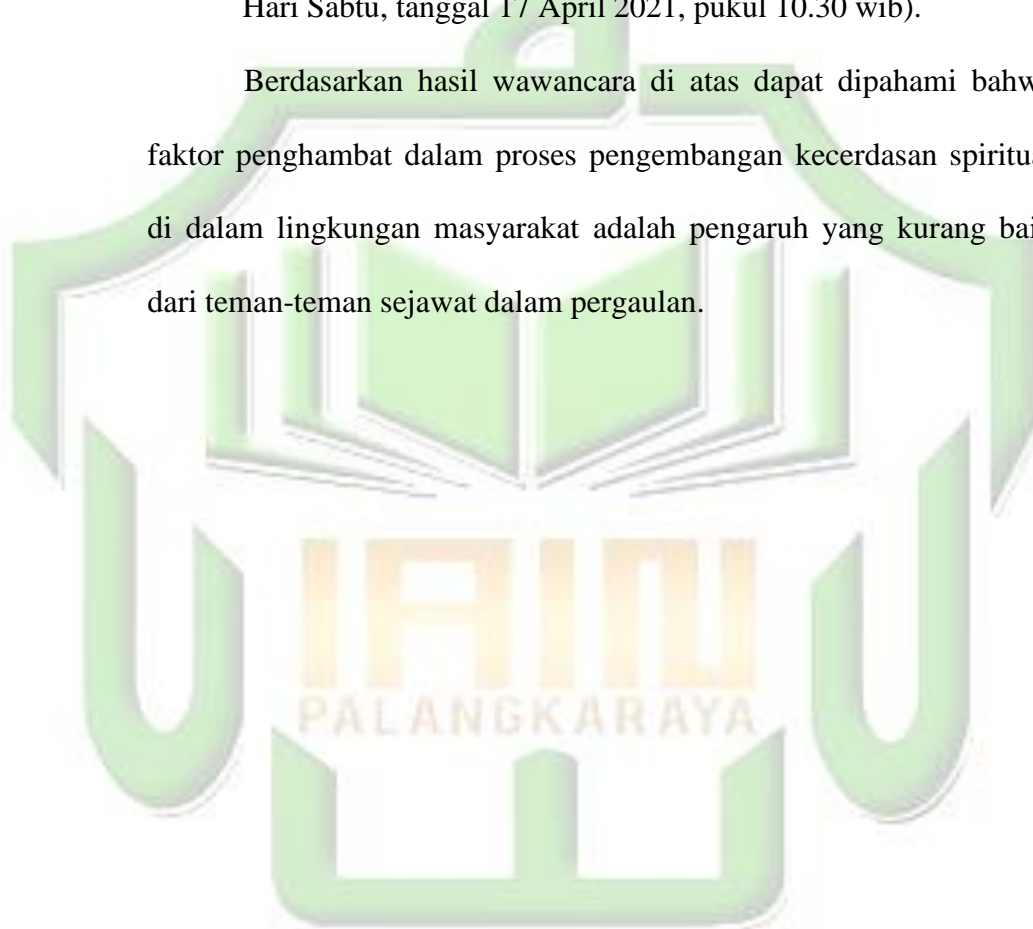 Hari Sabtu, tanggal 17 April 2021, pukul 10.30 wib).
Berdasarkan hasil wawancara di atas dapat dipahami bahw
faktor penghambat dalam proses pengembangan kecerdasan spiritu
di dalam lingkungan masyarakat adalah pengaruh yang kurang bai
dari teman-teman sejawat dalam pergaulan.
IAIN
PALANGKARAYA